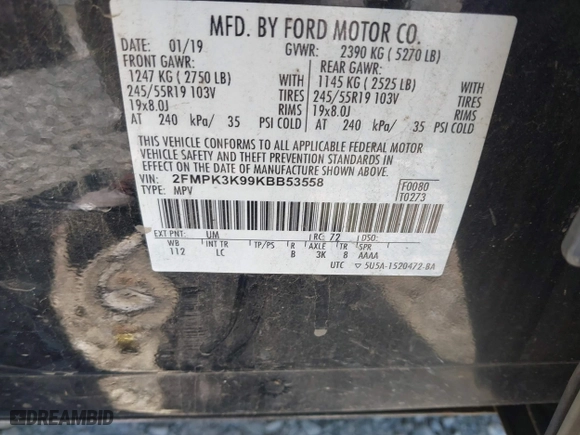 MFD. BY FORD MOTOR CO.
DATE: 01/19 GVWR: 2390 KG (5270 LB)
FRONT GAWR: REAR GAWR:
1247 KG (2750 LB) WITH 1145 KG (2525 LB) WITH
245/55R19 103V TIRES 245/55R19 103V TIRES
19x8.0J RIMS 19x8.0J RIMS
AT 240 kPa/ 35 PSI COLD AT 240 kPa/ 35 PSI COLD
THIS VEHICLE CONFORMS TO ALL APPLICABLE FEDERAL MOTOR
VEHICLE SAFETY AND THEFT PREVENTION STANDARDS IN
EFFECT ON THE DATE OF MANUFACTURE SHOWN ABOVE.
VIN: 2FMPK3K99KBB53558 F0080
TYPE: MPV T0273
EXT PNT: UM RC: 72 DSO:
WB INT TR TP/PS R AXLE TR SPR
112 LC B 3K 8 AAAA
UTC ▽ 5U5A-1520472-BA
DREAMBID